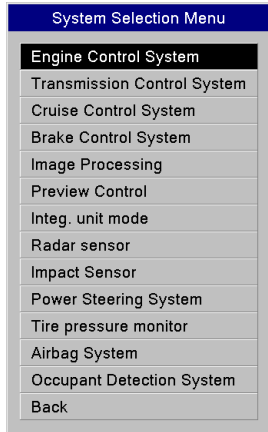 System Selection Menu
Engine Control System
Transmission Control System
Cruise Control System
Brake Control System
Image Processing
Preview Control
Integ. unit mode
Radar sensor
Impact Sensor
Power Steering System
Tire pressure monitor
Airbag System
Occupant Detection System
Back